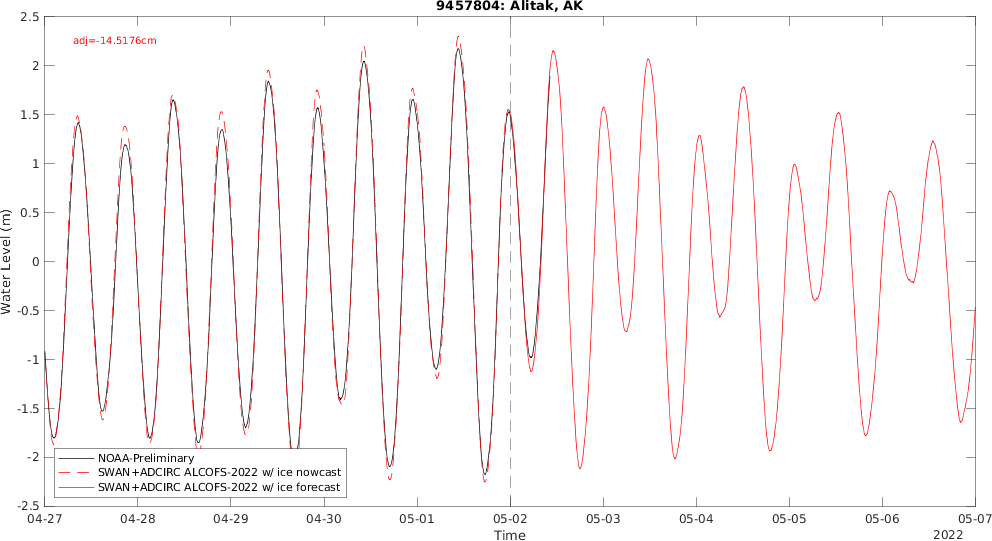 9457804: Alitak, AK
adj=-14.5176cm
Water Level (m)
2.5
2
1.5
1
0.5
0
-0.5
-1
-1.5
-2
-2.5
NOAA-Preliminary
SWAN+ADCIRC ALCOFS-2022 w/ ice nowcast
SWAN+ADCIRC ALCOFS-2022 w/ ice forecast
04-27 04-28 04-29 04-30 05-01 05-02 05-03 05-04 05-05 05-06 05-07
Time
2022